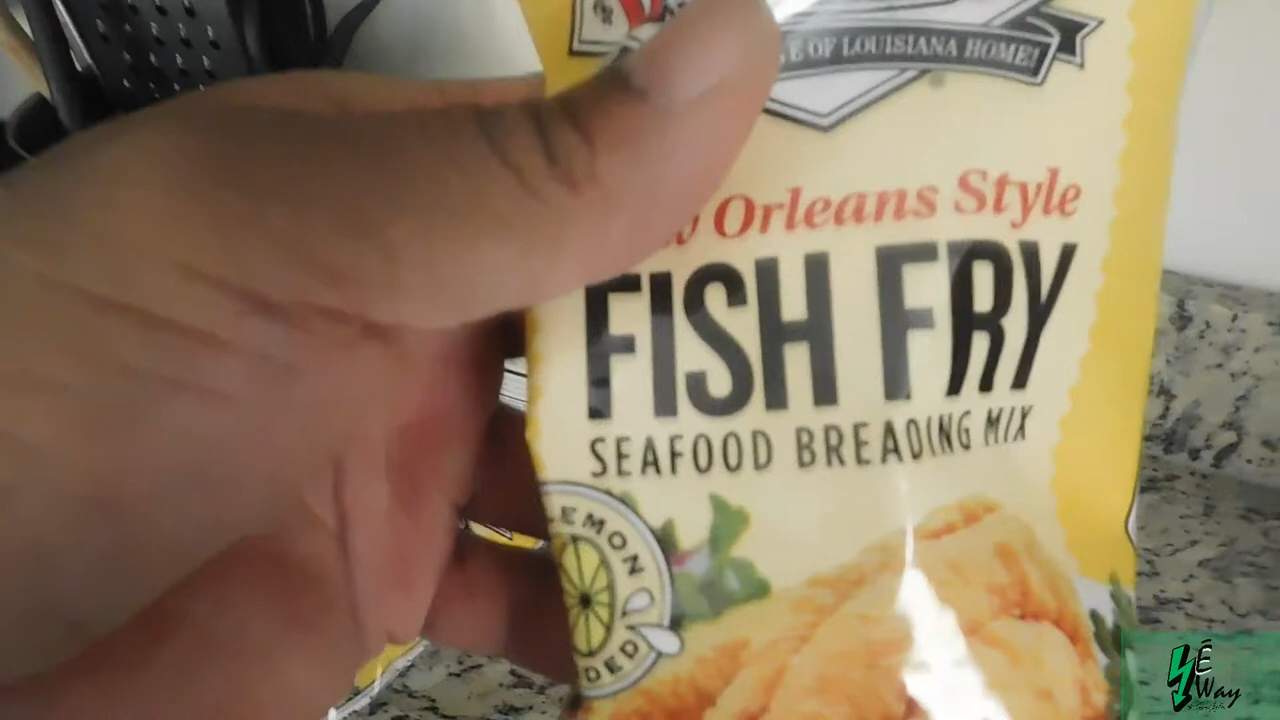 OF LOUISIANA HOME!
Orleans Style
FISH FRY
SEAFOOD BREADING MIX
LEMON
DED
É
Way